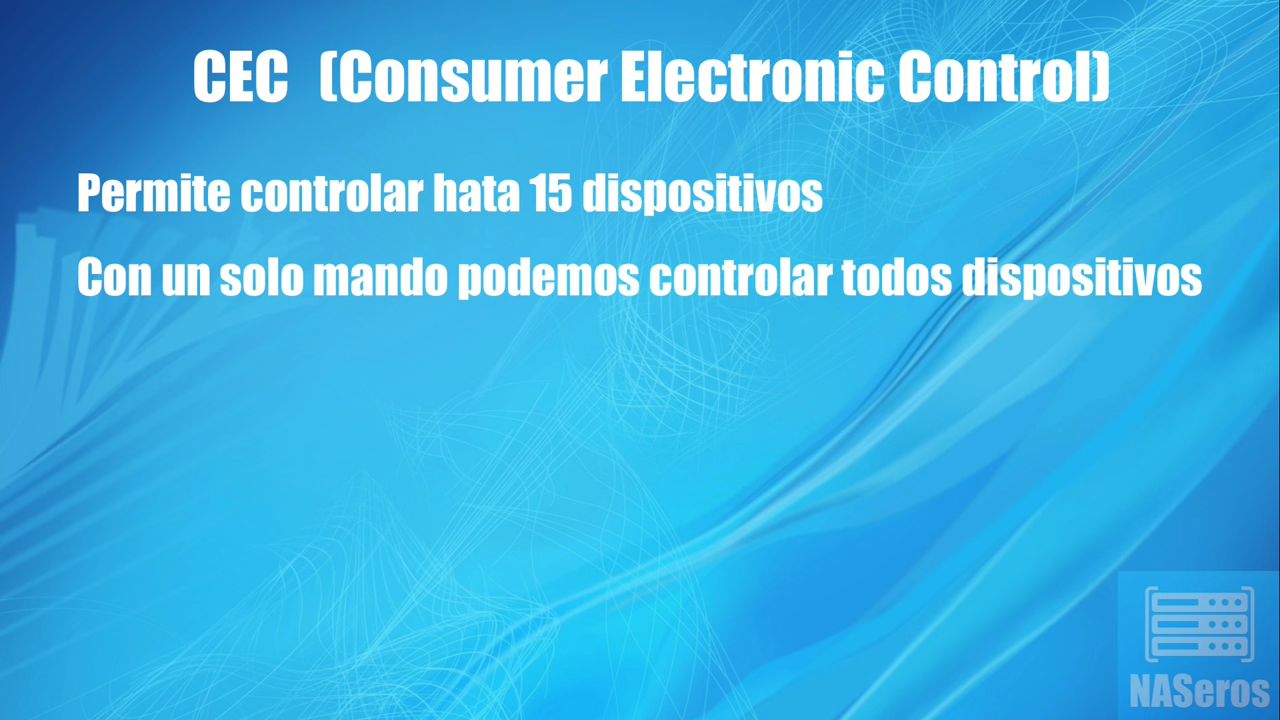 CEC (Consumer Electronic Control)
Permite controlar hata 15 dispositivos
Con un solo mando podemos controlar todos dispositivos
NASeros